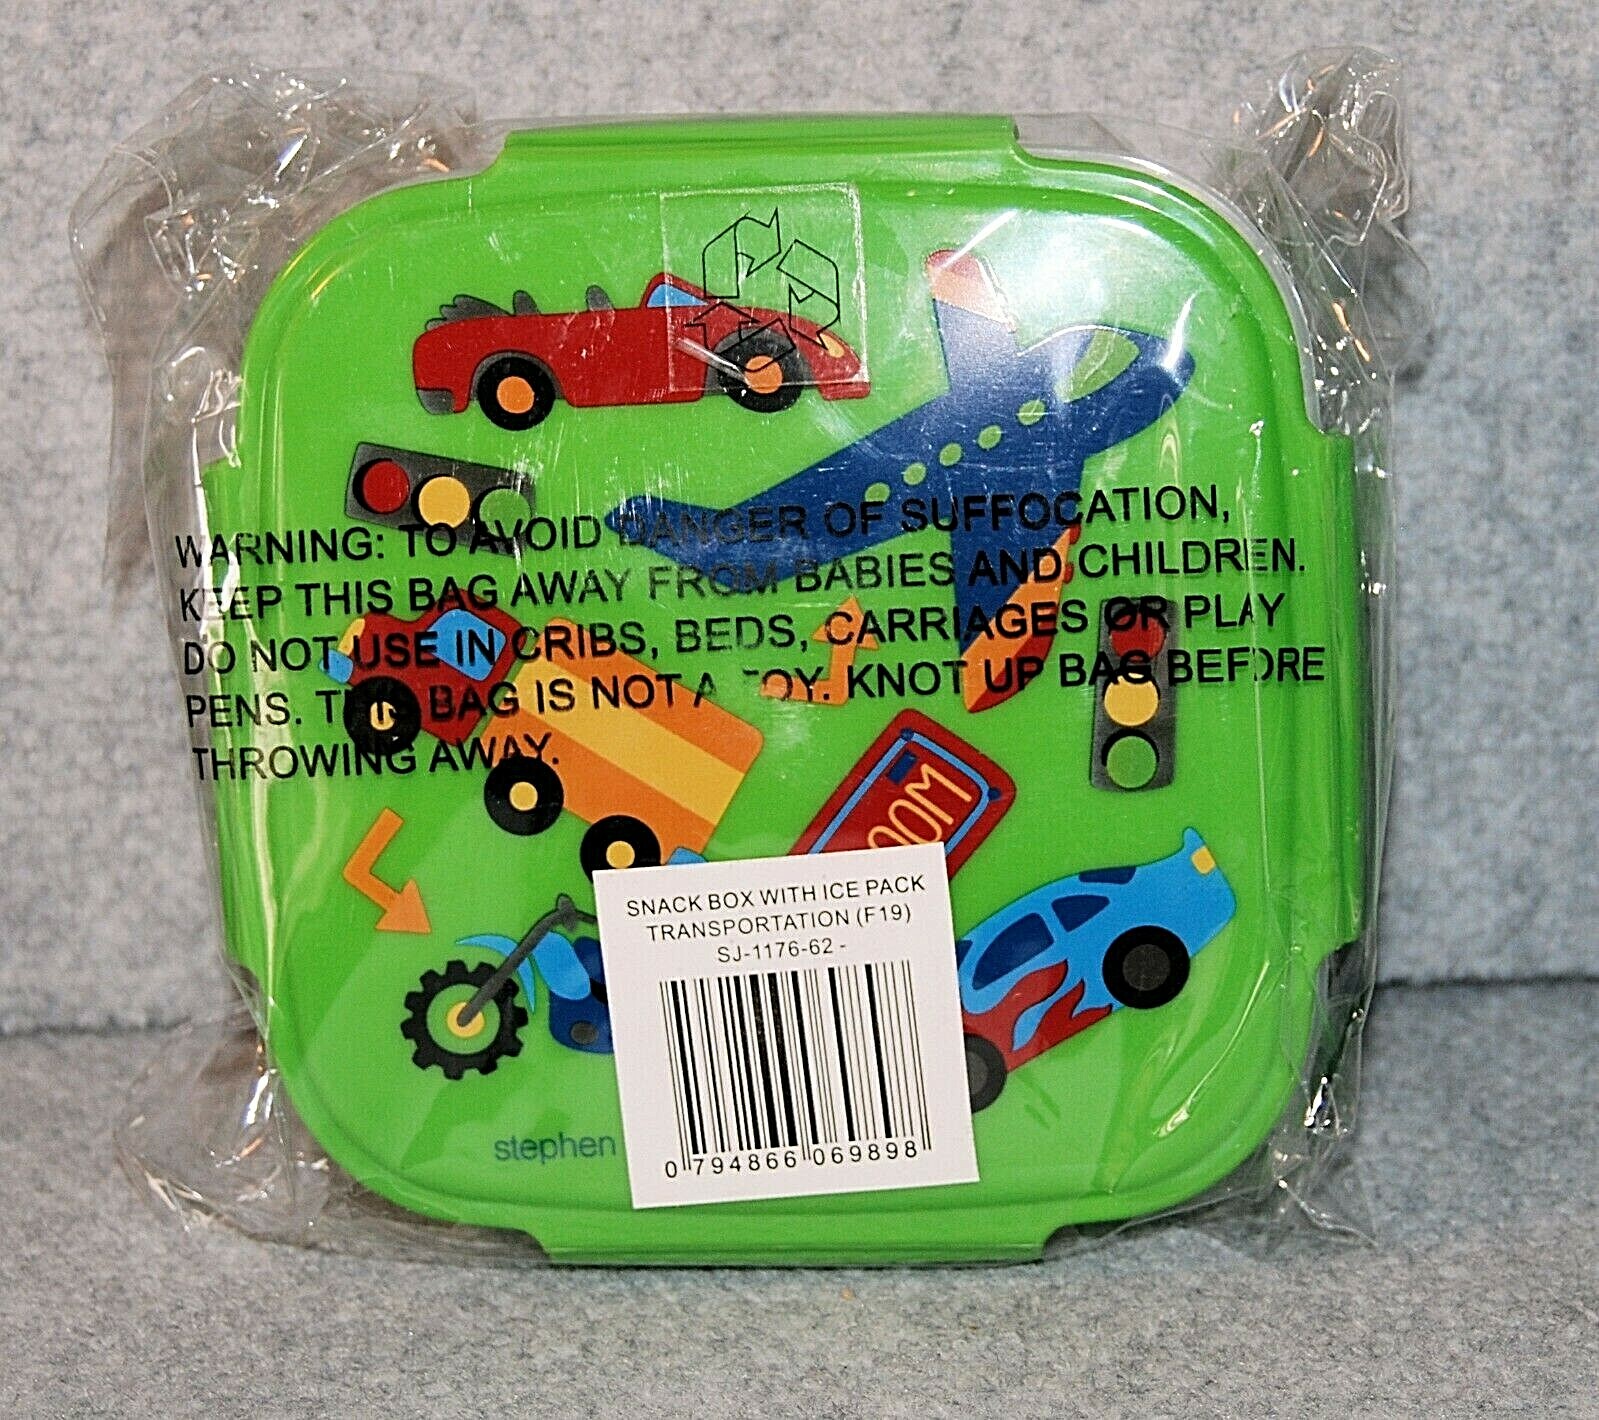 WARNING: TO AVOID DANGER OF SUFFOCATION,
KEEP THIS BAG AWAY FROM BABIES AND CHILDREN.
DO NOT USE IN CRIBS, BEDS, CARRIAGES OR PLAY
PENS. THIS BAG IS NOT A TOY. KNOT UP BAG BEFORE
THROWING AWAY.
OOM
SNACK BOX WITH ICE PACK
TRANSPORTATION (F19)
SJ-1176-62 -
0 794866 069898
stephen